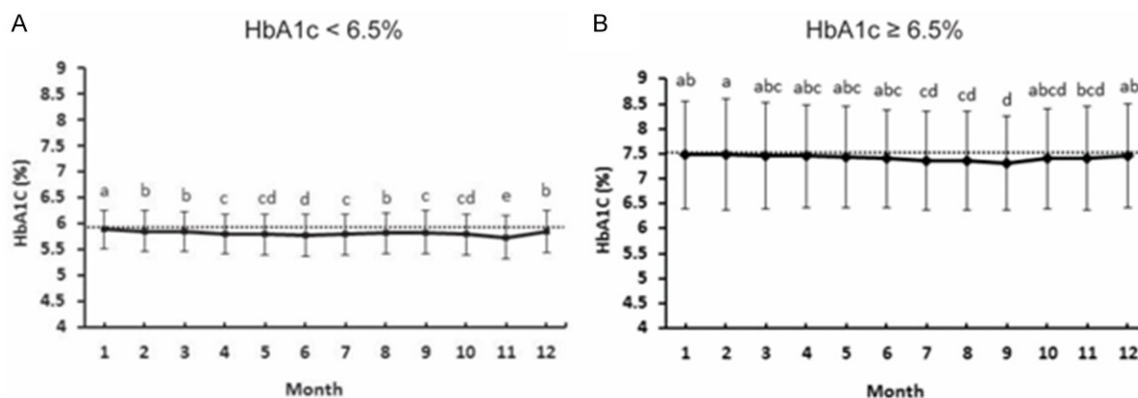 A
HbA1c < 6.5%
HbA1C (%)
9
8.5
8
7.5
7
6.5
6
5.5
5
4.5
4
a b b c cd d c b c cd e b
1 2 3 4 5 6 7 8 9 10 11 12
Month
B
HbA1c ≥ 6.5%
HbA1C (%)
9
8.5
8
7.5
7
6.5
6
5.5
5
4.5
4
ab a abc abc abc abc cd cd d abcd bcd ab
1 2 3 4 5 6 7 8 9 10 11 12
Month